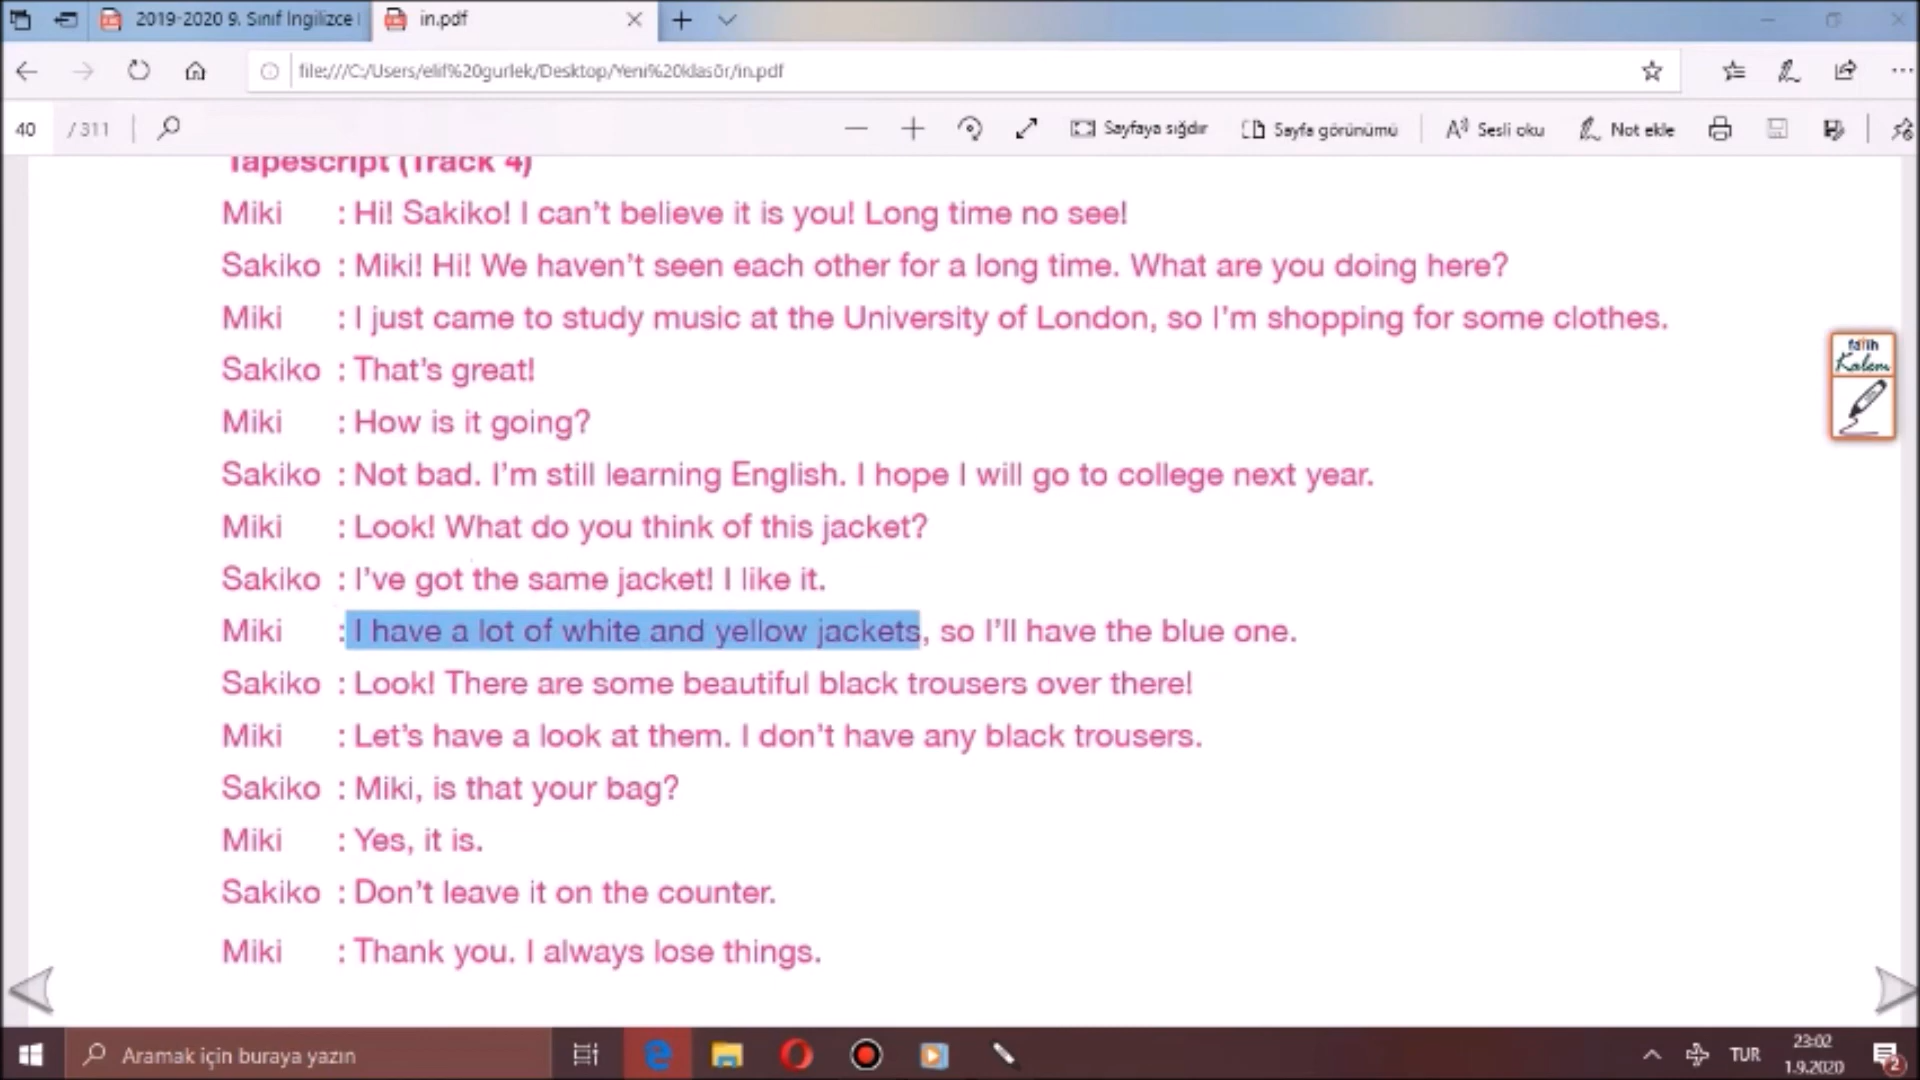 2019-2020 9. Sınıf İngilizce
in.pdf
file:///C:/Users/elif%20gurlek/Desktop/Yeni%20klasör/in.pdf
40 / 311
Sayfaya sığdır
Sayfa görünümü
Sesli oku
Not ekle
Tapescript (Track 4)
Miki : Hi! Sakiko! I can't believe it is you! Long time no see!
Sakiko : Miki! Hi! We haven't seen each other for a long time. What are you doing here?
Miki : I just came to study music at the University of London, so I'm shopping for some clothes.
Sakiko : That's great!
Miki : How is it going?
Sakiko : Not bad. I'm still learning English. I hope I will go to college next year.
Miki : Look! What do you think of this jacket?
Sakiko : I've got the same jacket! I like it.
Miki : I have a lot of white and yellow jackets, so I'll have the blue one.
Sakiko : Look! There are some beautiful black trousers over there!
Miki : Let's have a look at them. I don't have any black trousers.
Sakiko : Miki, is that your bag?
Miki : Yes, it is.
Sakiko : Don't leave it on the counter.
Miki : Thank you. I always lose things.
fatih
Kalem
Aramak için buraya yazın
TUR
23:02
1.9.2020
2